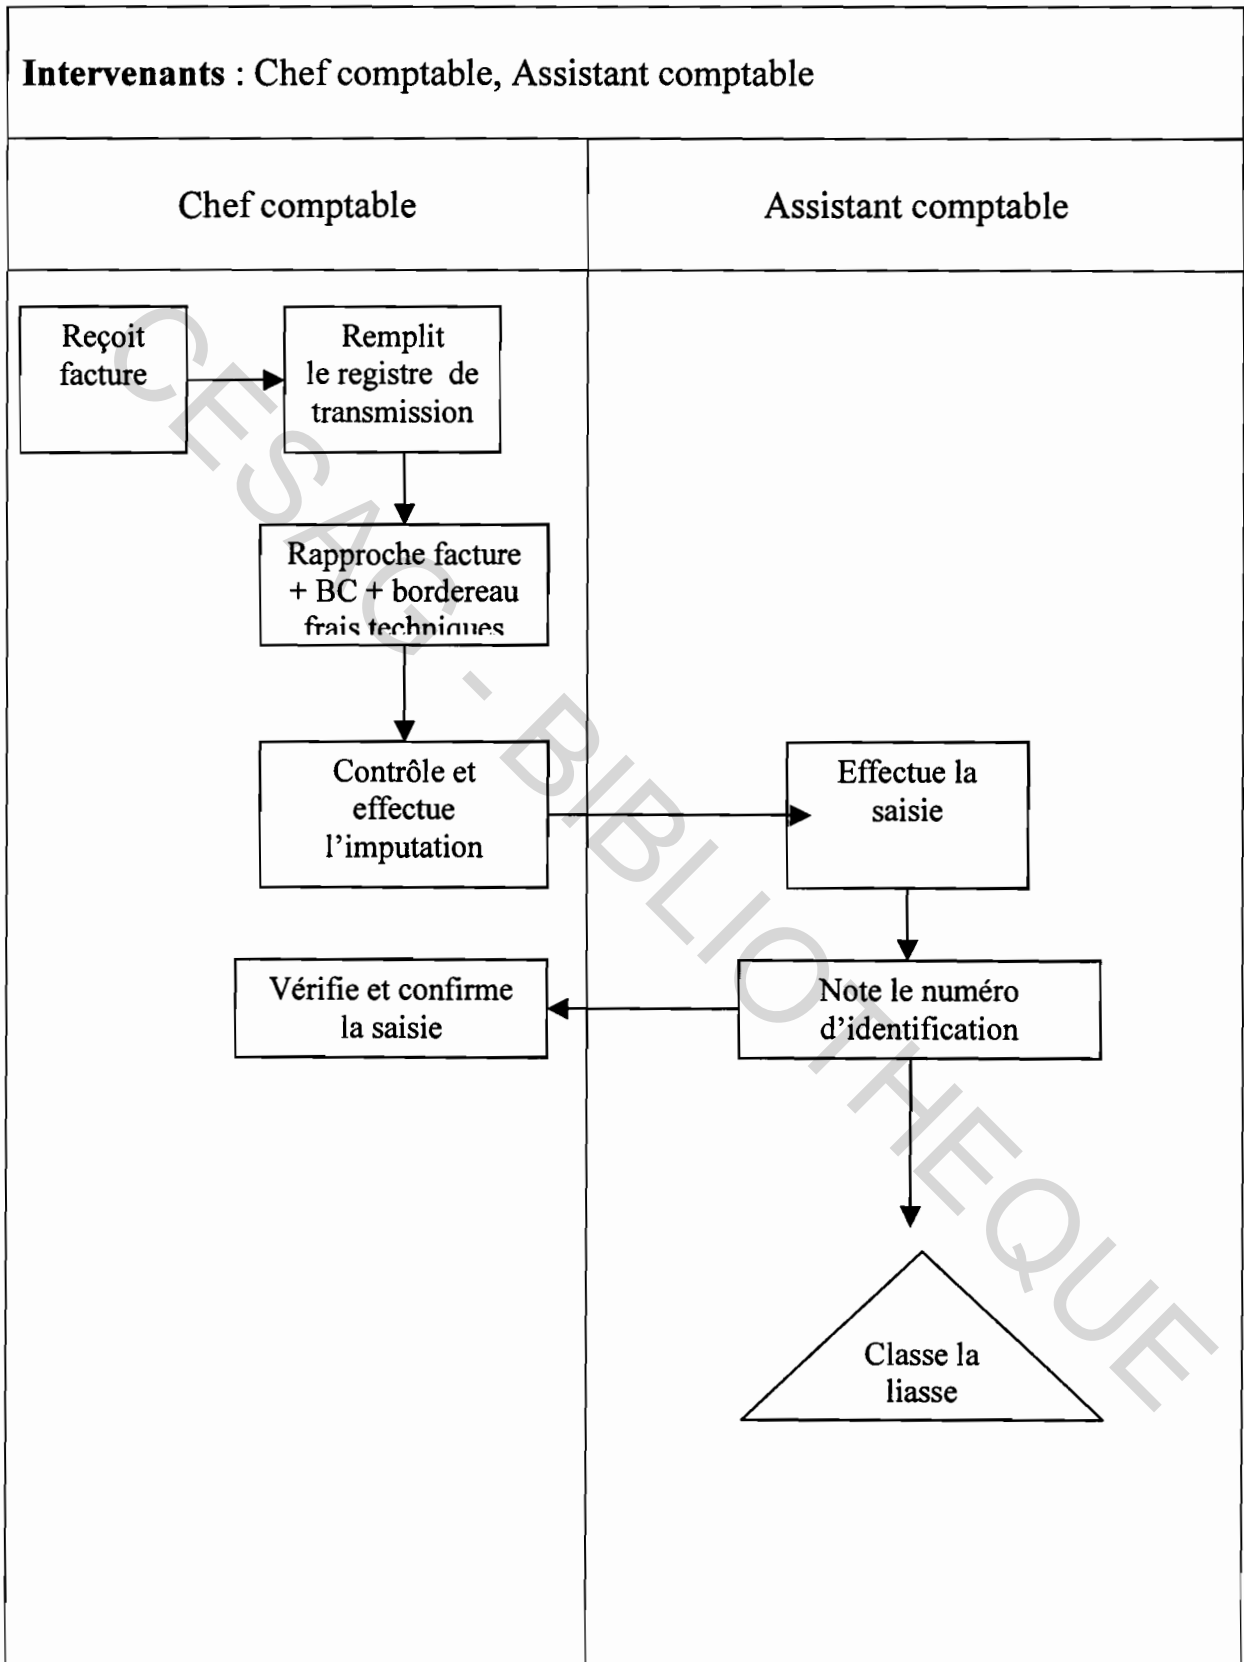 Intervenants : Chef comptable, Assistant comptable
Chef comptable
Assistant comptable
Reçoit
facture
Remplit
le registre de
transmission
Rapproche facture
+ BC + bordereau
frais techniques
Contrôle et
effectue
l’imputation
Effectue la
saisie
Vérifie et confirme
la saisie
Note le numéro
d’identification
Classe la
liasse
CESAG - BIBLIOTHEQUE